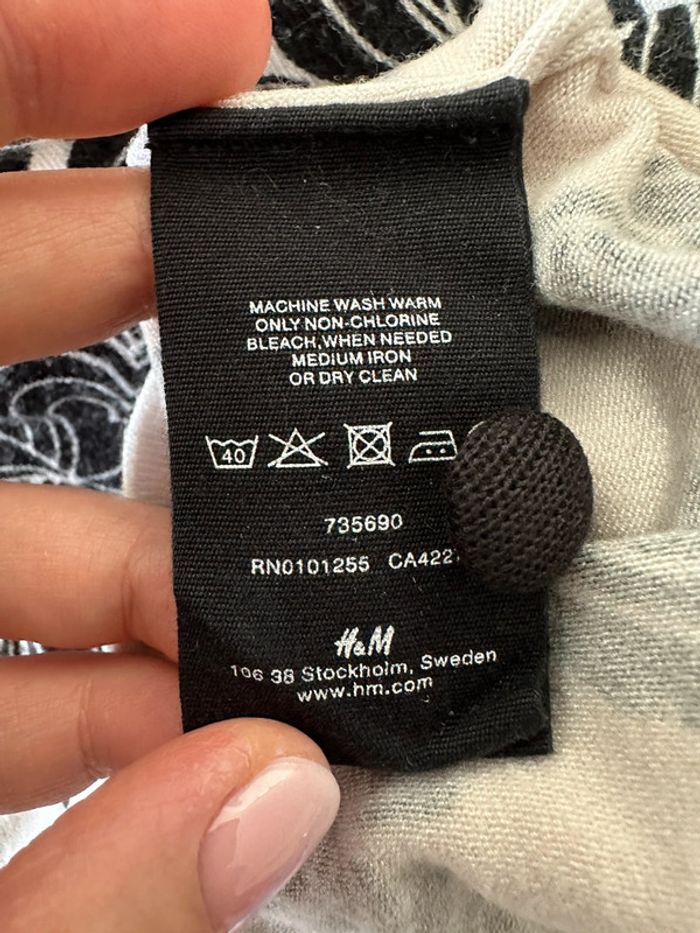 MACHINE WASH WARM
ONLY NON-CHLORINE
BLEACH,WHEN NEEDED
MEDIUM IRON
OR DRY CLEAN
40
735690
RN0101255
H&M
106 38 Stockholm, Sweden
www.hm.com